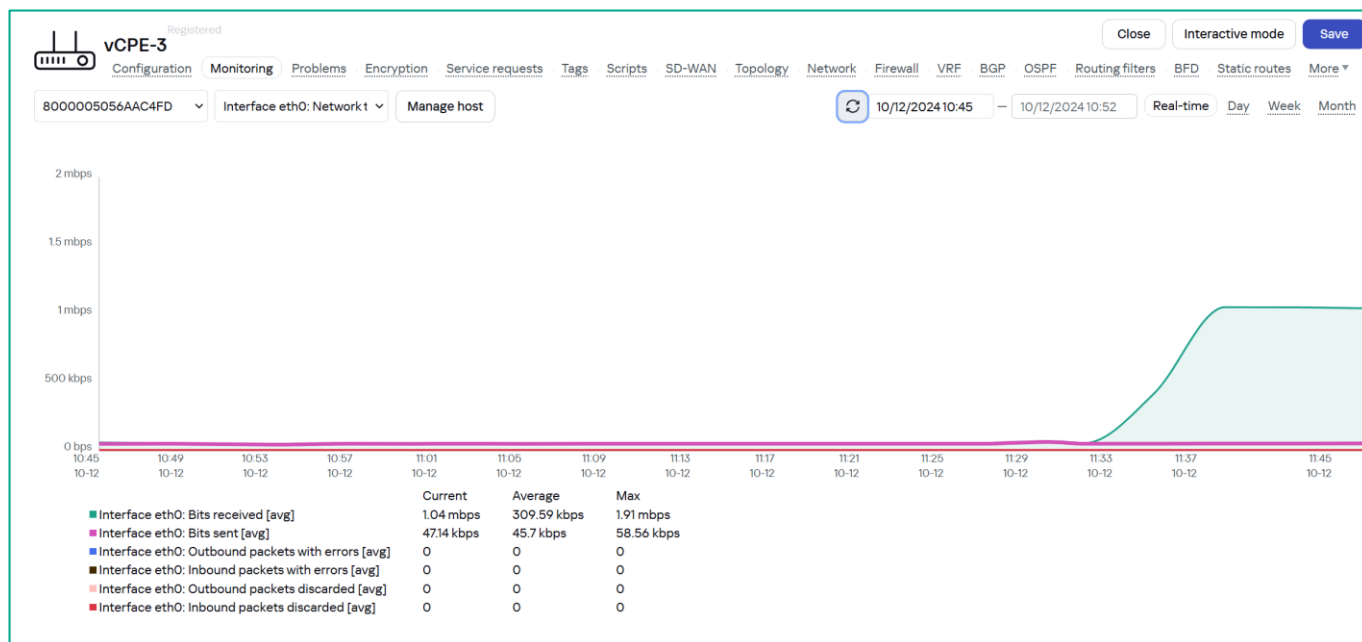 Registered
vCPE-3
Close Interactive mode Save
Configuration Monitoring Problems Encryption Service requests Tags Scripts SD-WAN Topology Network Firewall VRF BGP OSPF Routing filters BFD Static routes More
8000005056AAC4FD Interface eth0: Network t Manage host 10/12/2024 10:45 — 10/12/2024 10:52 Real-time Day Week Month
2 mbps
1.5 mbps
1 mbps
500 kbps
0 bps
10:45 10:49 10:53 10:57 11:01 11:05 11:09 11:13 11:17 11:21 11:25 11:29 11:33 11:37 11:45
10-12 10-12 10-12 10-12 10-12 10-12 10-12 10-12 10-12 10-12 10-12 10-12 10-12 10-12 10-12
Current Average Max
Interface eth0: Bits received [avg] 1.04 mbps 309.59 kbps 1.91 mbps
Interface eth0: Bits sent [avg] 47.14 kbps 45.7 kbps 58.56 kbps
Interface eth0: Outbound packets with errors [avg] 0 0 0
Interface eth0: Inbound packets with errors [avg] 0 0 0
Interface eth0: Outbound packets discarded [avg] 0 0 0
Interface eth0: Inbound packets discarded [avg] 0 0 0